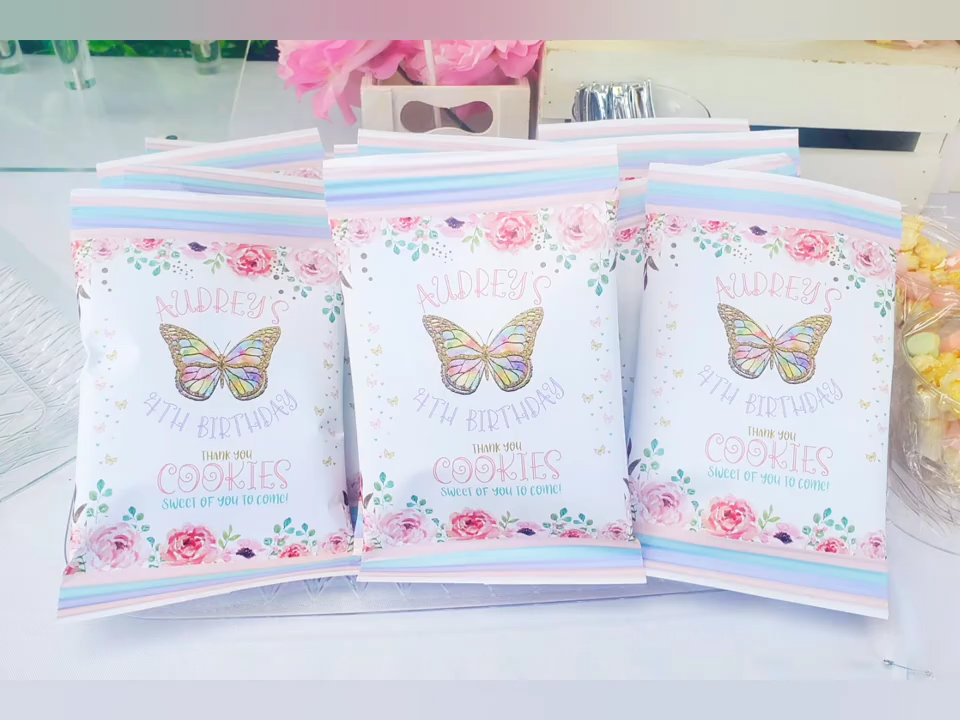 AUDREY'S
4TH BIRTHDAY
THANK YOU
COOKIES
SWEET OF YOU TO COME!
AUDREY'S
4TH BIRTHDAY
THANK YOU
COOKIES
SWEET OF YOU TO COME!
AUDREY'S
4TH BIRTHDAY
THANK YOU
COOKIES
SWEET OF YOU TO COME!